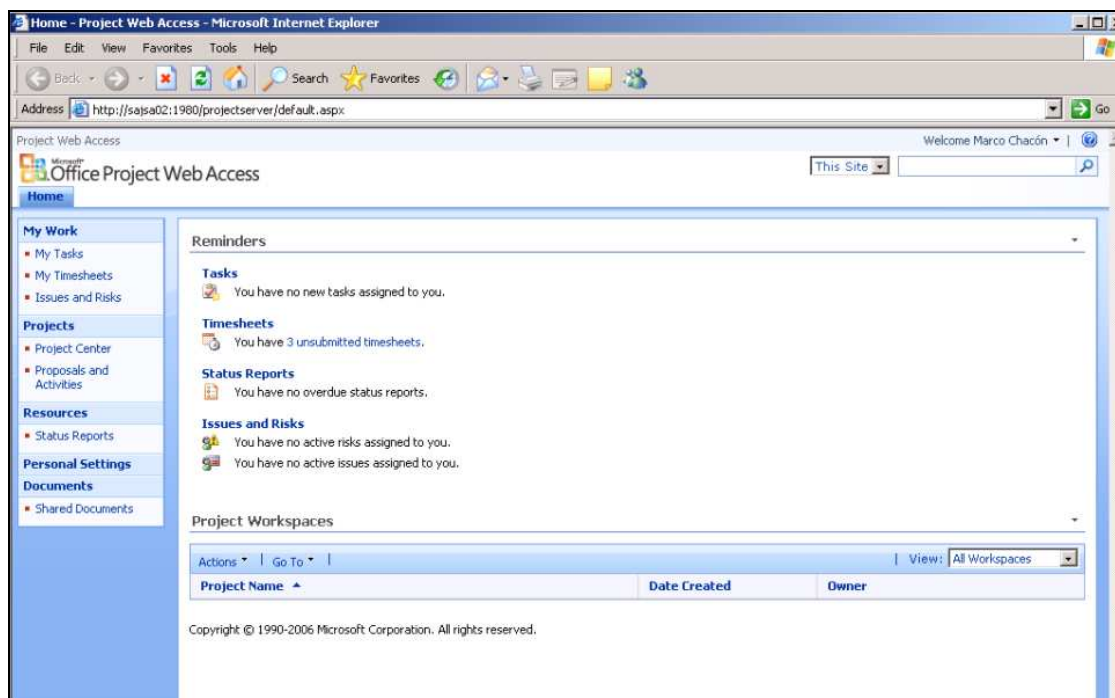 Home - Project Web Access - Microsoft Internet Explorer
File Edit View Favorites Tools Help
Back Search Favorites
Address http://sajsa02:1980/projectserver/default.aspx Go
Project Web Access Welcome Marco Chacón
Microsoft
Office Project Web Access This Site
Home
My Work
My Tasks
My Timesheets
Issues and Risks
Projects
Project Center
Proposals and
Activities
Resources
Status Reports
Personal Settings
Documents
Shared Documents
Reminders
Tasks
You have no new tasks assigned to you.
Timesheets
You have 3 unsubmitted timesheets.
Status Reports
You have no overdue status reports.
Issues and Risks
You have no active risks assigned to you.
You have no active issues assigned to you.
Project Workspaces
Actions | Go To | | View: All Workspaces
Project Name Date Created Owner
Copyright © 1990-2006 Microsoft Corporation. All rights reserved.